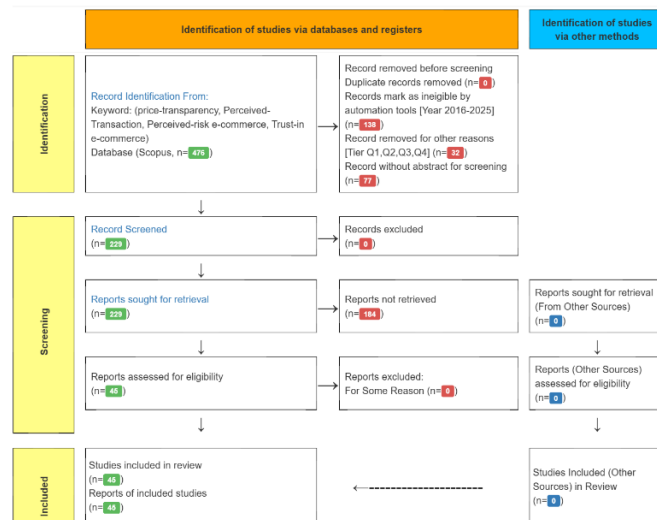 Identification of studies via databases and registers
Identification of studies
via other methods
Identification
Record Identification From:
Keyword: (price-transparency, Perceived-
Transaction, Perceived-risk e-commerce, Trust-in
e-commerce)
Database (Scopus, n=475)
Record removed before screening
Duplicate records removed (n=0)
Records mark as ineigible by
automation tools [Year 2016-2025]
(n=138)
Record removed for other reasons
[Tier Q1,Q2,Q3,Q4] (n=32)
Record without abstract for screening
(n=77)
Screening
Record Screened
(n=229)
Records excluded
(n=0)
Reports sought for retrieval
(n=229)
Reports not retrieved
(n=184)
Reports sought for retrieval
(From Other Sources)
(n=0)
Reports assessed for eligibility
(n=45)
Reports excluded:
For Some Reason (n=0)
Reports (Other Sources)
assessed for eligibility
(n=0)
Included
Studies included in review
(n=45)
Reports of included studies
(n=45)
Studies Included (Other
Sources) in Review
(n=0)